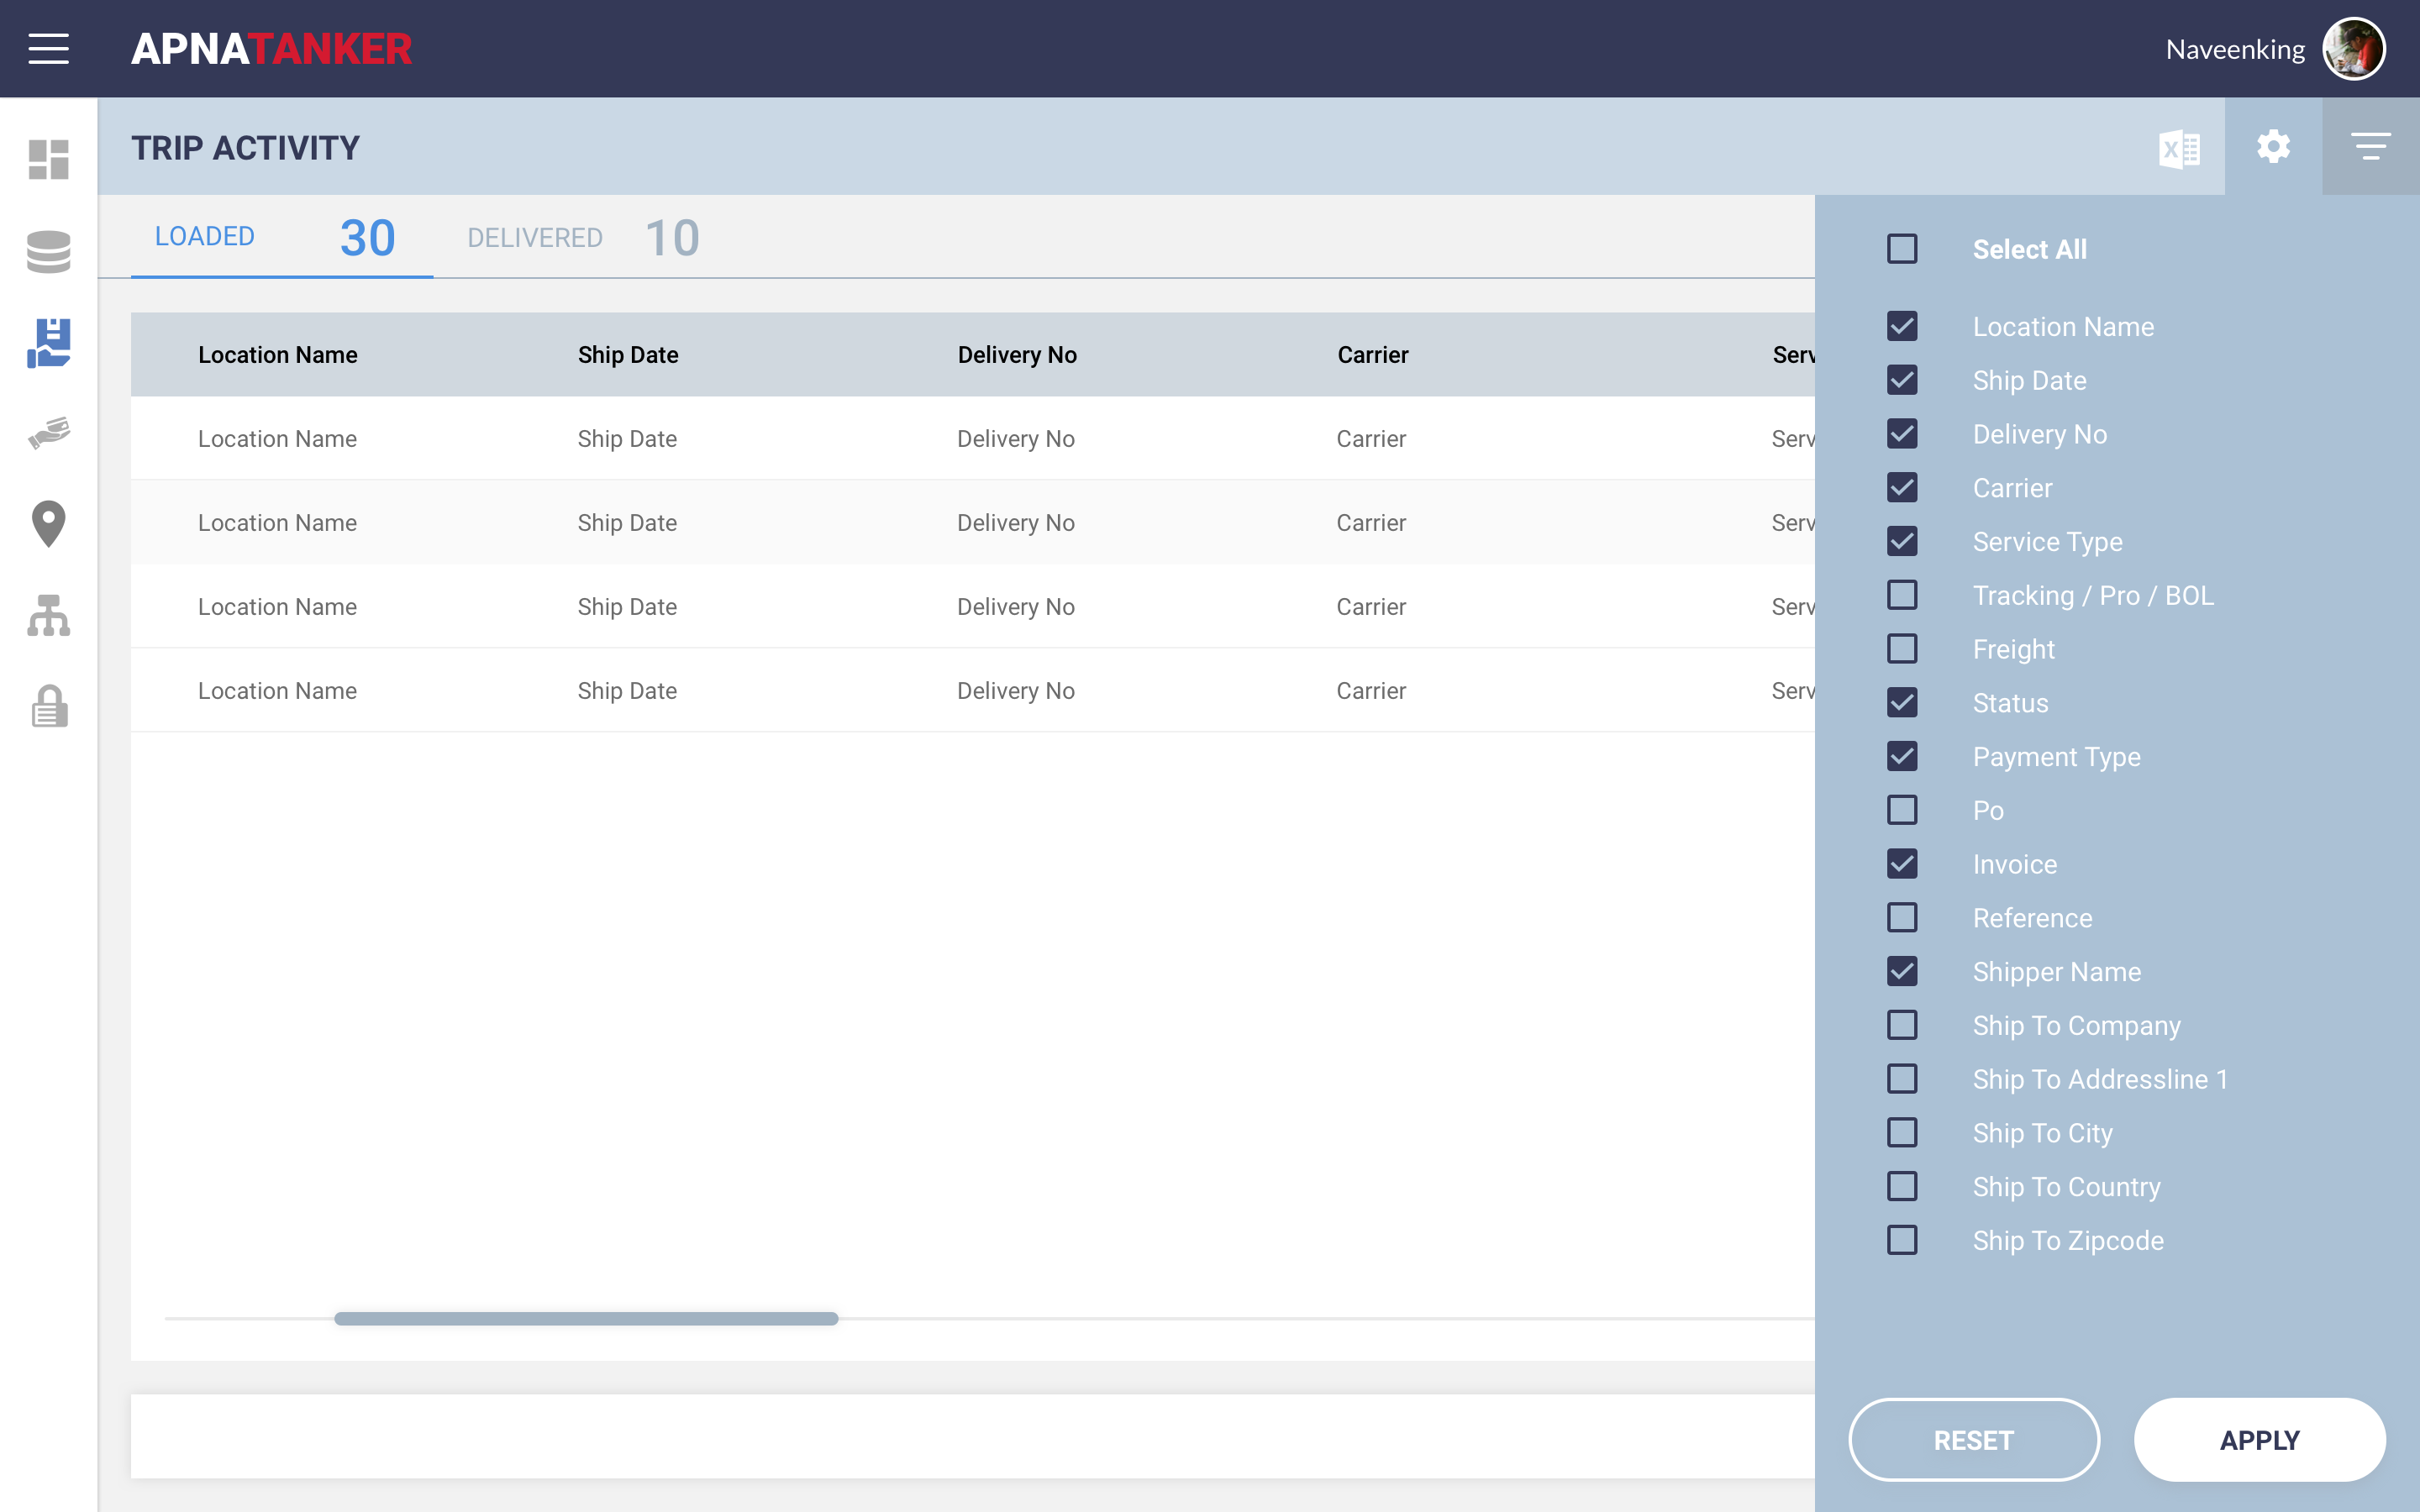 APNATANKER
Naveenking
TRIP ACTIVITY
X
LOADED 30 DELIVERED 10
Location Name Ship Date Delivery No Carrier Serv
Location Name Ship Date Delivery No Carrier Serv
Location Name Ship Date Delivery No Carrier Serv
Location Name Ship Date Delivery No Carrier Serv
Location Name Ship Date Delivery No Carrier Serv
Select All
Location Name
Ship Date
Delivery No
Carrier
Service Type
Tracking / Pro / BOL
Freight
Status
Payment Type
Po
Invoice
Reference
Shipper Name
Ship To Company
Ship To Addressline 1
Ship To City
Ship To Country
Ship To Zipcode
RESET APPLY